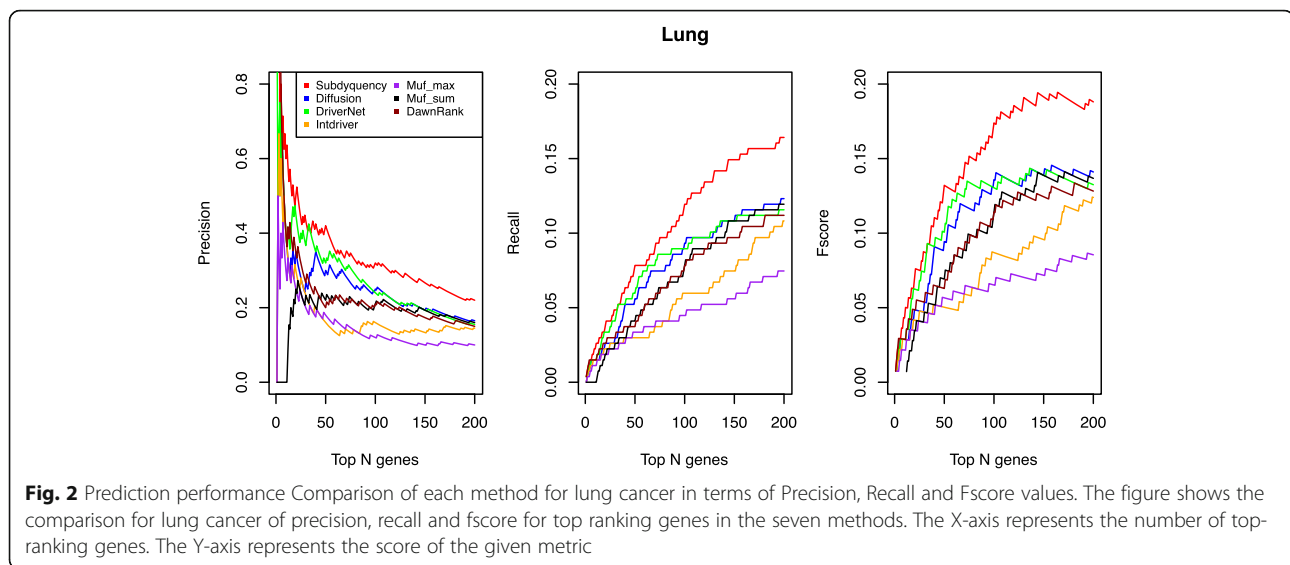 Lung
Precision
0.0
0.2
0.4
0.6
0.8
Subdyquency
Diffusion
DriverNet
Intdriver
Muf_max
Muf_sum
DawnRank
0 50 100 150 200
Top N genes
Recall
0.00
0.05
0.10
0.15
0.20
0 50 100 150 200
Top N genes
Fscore
0.00
0.05
0.10
0.15
0.20
0 50 100 150 200
Top N genes
Fig. 2 Prediction performance Comparison of each method for lung cancer in terms of Precision, Recall and Fscore values. The figure shows the
comparison for lung cancer of precision, recall and fscore for top ranking genes in the seven methods. The X-axis represents the number of top-
ranking genes. The Y-axis represents the score of the given metric